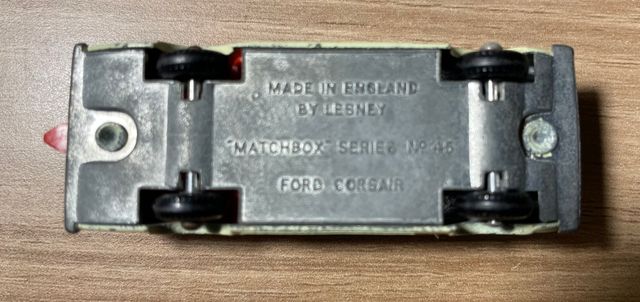 MADE IN ENGLAND
BY LESNEY
"MATCHBOX" SERIES Nº 45
FORD CORSAIR